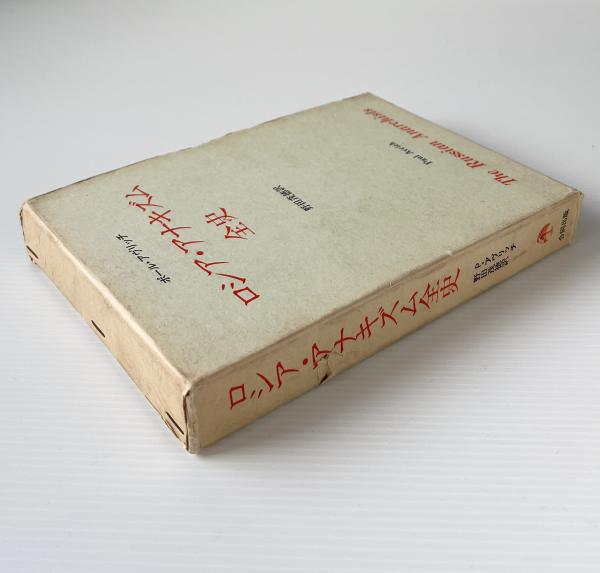 The Russian Anarchists
Paul Avrich
野田茂徳訳
ロシア・アナキズム
全史
ポール・アヴリッチ
ロシア・アナキズム全史
P・アヴリッチ
野田茂徳訳
合同出版